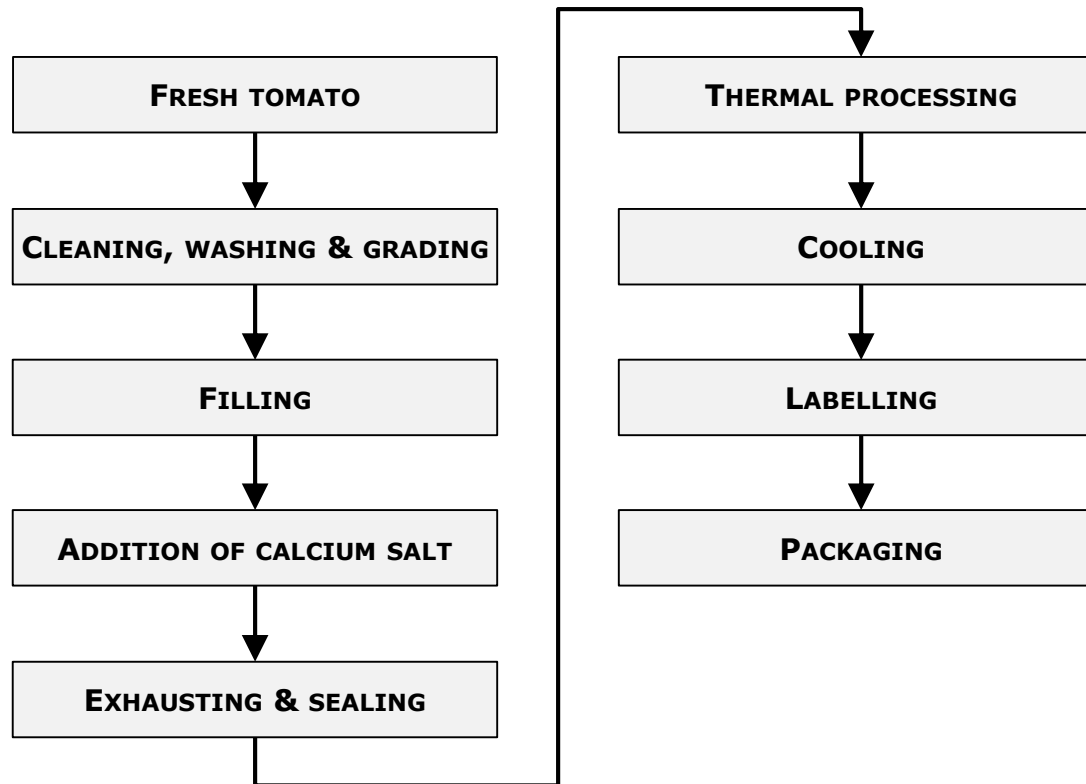 Fresh tomato
Cleaning, washing & grading
Filling
Addition of calcium salt
Exhausting & sealing
Thermal processing
Cooling
Labelling
Packaging